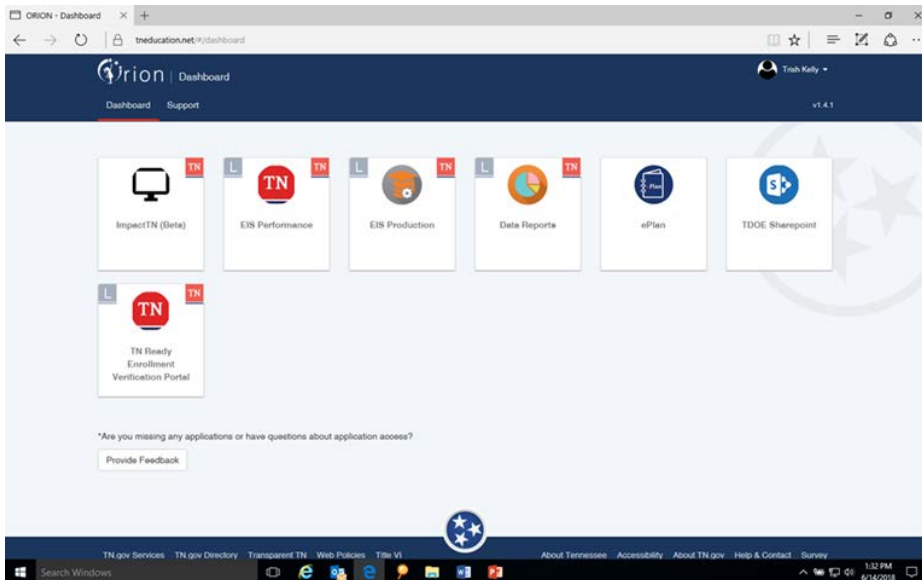 ORION - Dashboard
tneducation.net/#/dashboard
Orion | Dashboard
Trish Kelly
Dashboard Support
v1.4.1
TN
L TN
L TN
L TN
TN
ImpactTN (Beta)
EIS Performance
EIS Production
Data Reports
Plan
ePlan
S
TDOE Sharepoint
L TN
TN
TN Ready
Enrollment
Verification Portal
*Are you missing any applications or have questions about application access?
Provide Feedback
TN.gov Services TN.gov Directory Transparent TN Web Policies Title VI
About Tennessee Accessibility About TN.gov Help & Contact Survey
Search Windows
1:32 PM
6/14/2018